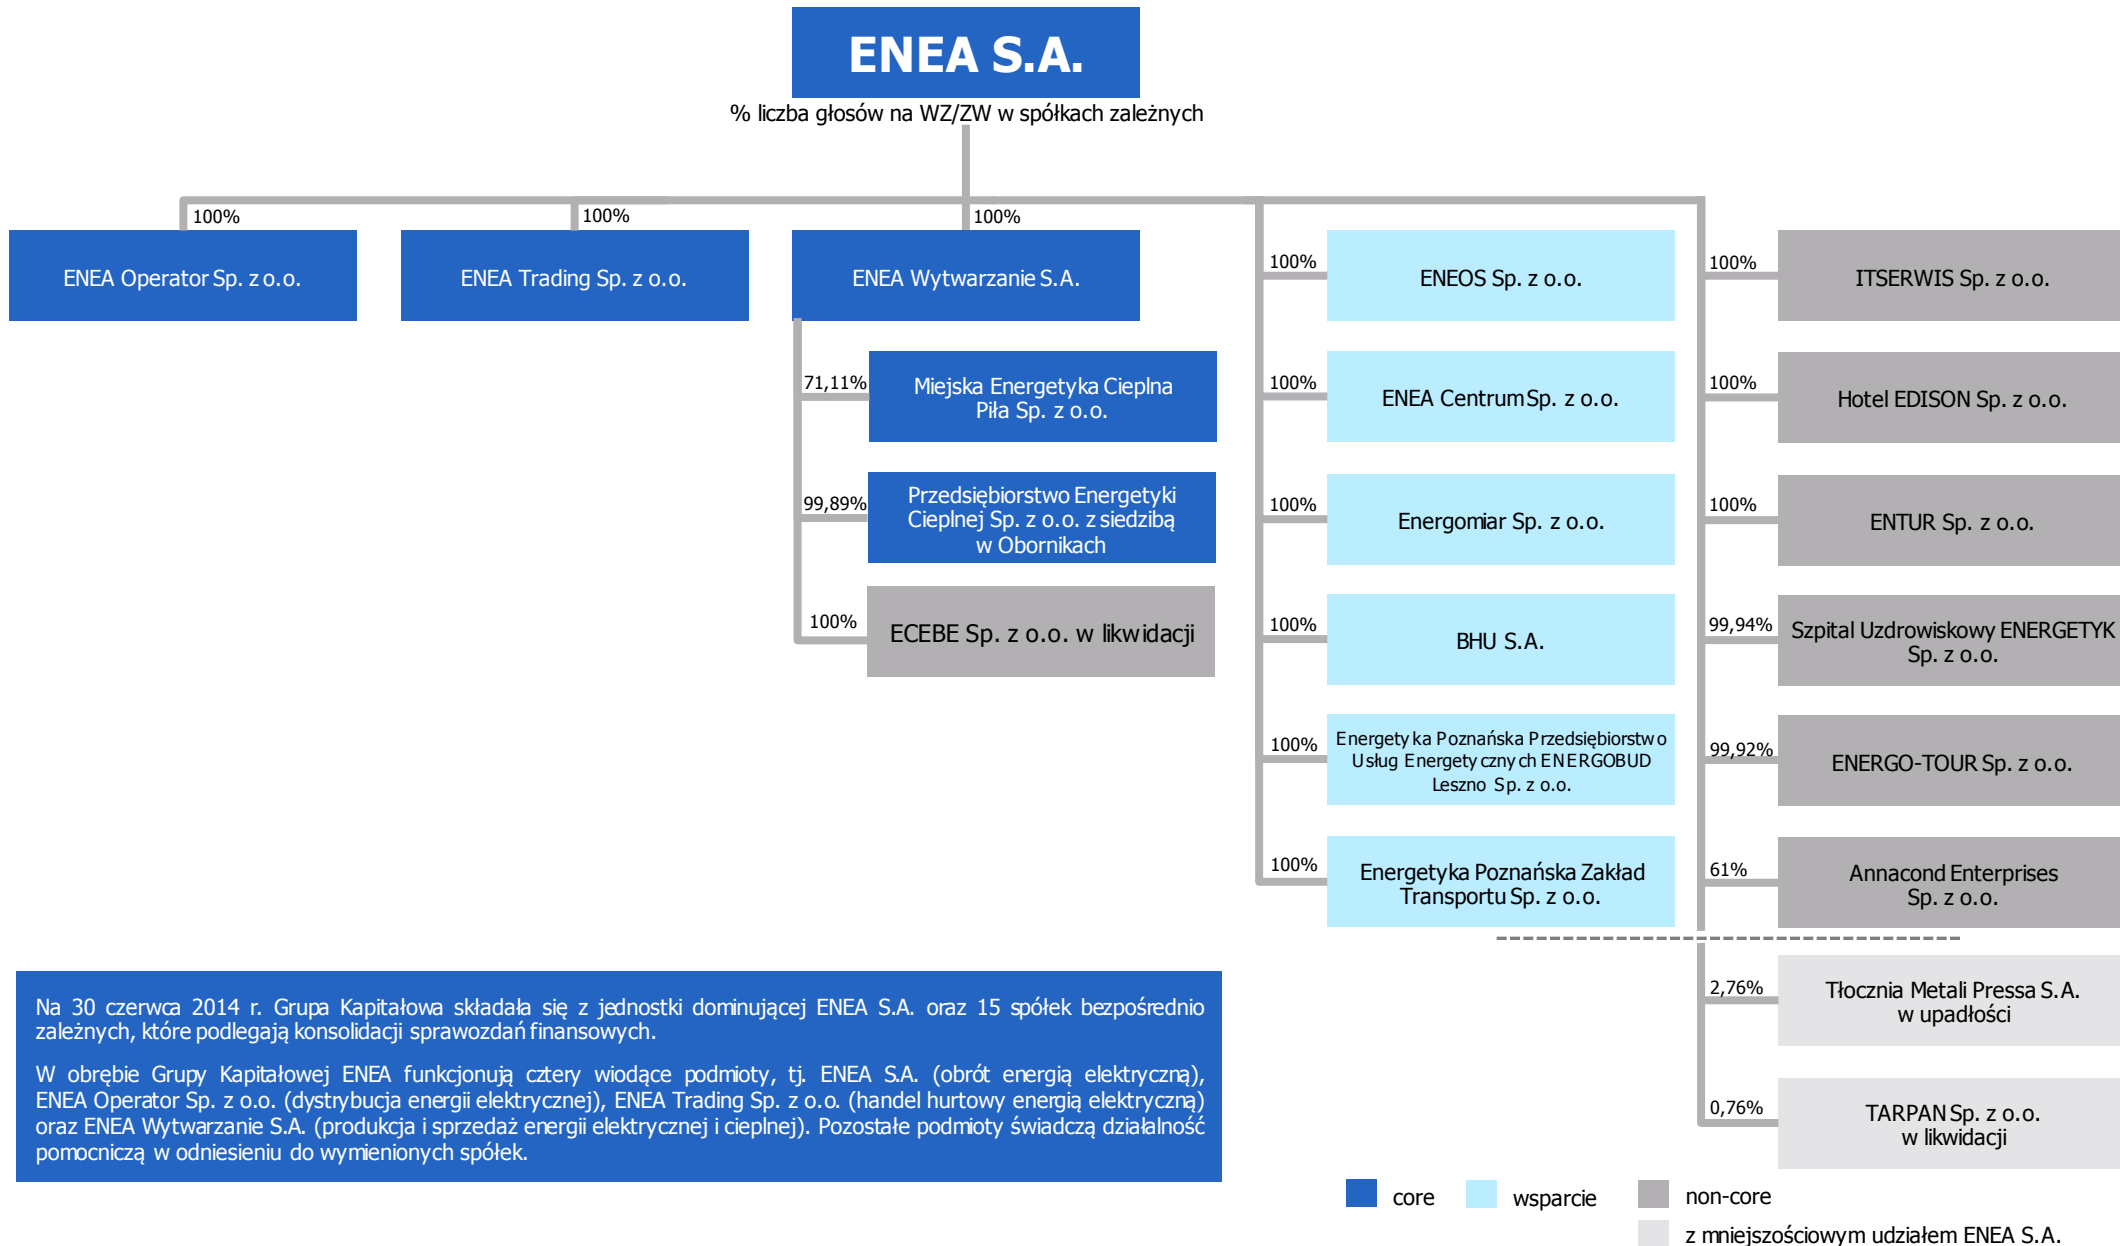 ENEA S.A.
% liczba głosów na WZ/ZW w spółkach zależnych
100%
100%
100%
ENEA Operator Sp. z o.o.
ENEA Trading Sp. z o.o.
ENEA Wytwarzanie S.A.
71,11%
Miejska Energetyka Cieplna
Piła Sp. z o.o.
99,89%
Przedsiębiorstwo Energetyki
Cieplnej Sp. z o.o. z siedzibą
w Obornikach
100%
ECEBE Sp. z o.o. w likwidacji
100%
ENEOS Sp. z o.o.
100%
ENEA Centrum Sp. z o.o.
100%
Energomiar Sp. z o.o.
100%
BHU S.A.
100%
Energetyka Poznańska Przedsiębiorstwo
Usług Energetycznych ENERGOBUD
Leszno Sp. z o.o.
100%
Energetyka Poznańska Zakład
Transportu Sp. z o.o.
100%
ITSERWIS Sp. z o.o.
100%
Hotel EDISON Sp. z o.o.
100%
ENTUR Sp. z o.o.
99,94%
Szpital Uzdrowiskowy ENERGETYK
Sp. z o.o.
99,92%
ENERGO-TOUR Sp. z o.o.
61%
Annacond Enterprises
Sp. z o.o.
2,76%
Tłocznia Metali Pressa S.A.
w upadłości
0,76%
TARPAN Sp. z o.o.
w likwidacji
Na 30 czerwca 2014 r. Grupa Kapitałowa składała się z jednostki dominującej ENEA S.A. oraz 15 spółek bezpośrednio
zależnych, które podlegają konsolidacji sprawozdań finansowych.
W obrębie Grupy Kapitałowej ENEA funkcjonują cztery wiodące podmioty, tj. ENEA S.A. (obrót energią elektryczną),
ENEA Operator Sp. z o.o. (dystrybucja energii elektrycznej), ENEA Trading Sp. z o.o. (handel hurtowy energią elektryczną)
oraz ENEA Wytwarzanie S.A. (produkcja i sprzedaż energii elektrycznej i cieplnej). Pozostałe podmioty świadczą działalność
pomocniczą w odniesieniu do wymienionych spółek.
core
wsparcie
non-core
z mniejszościowym udziałem ENEA S.A.